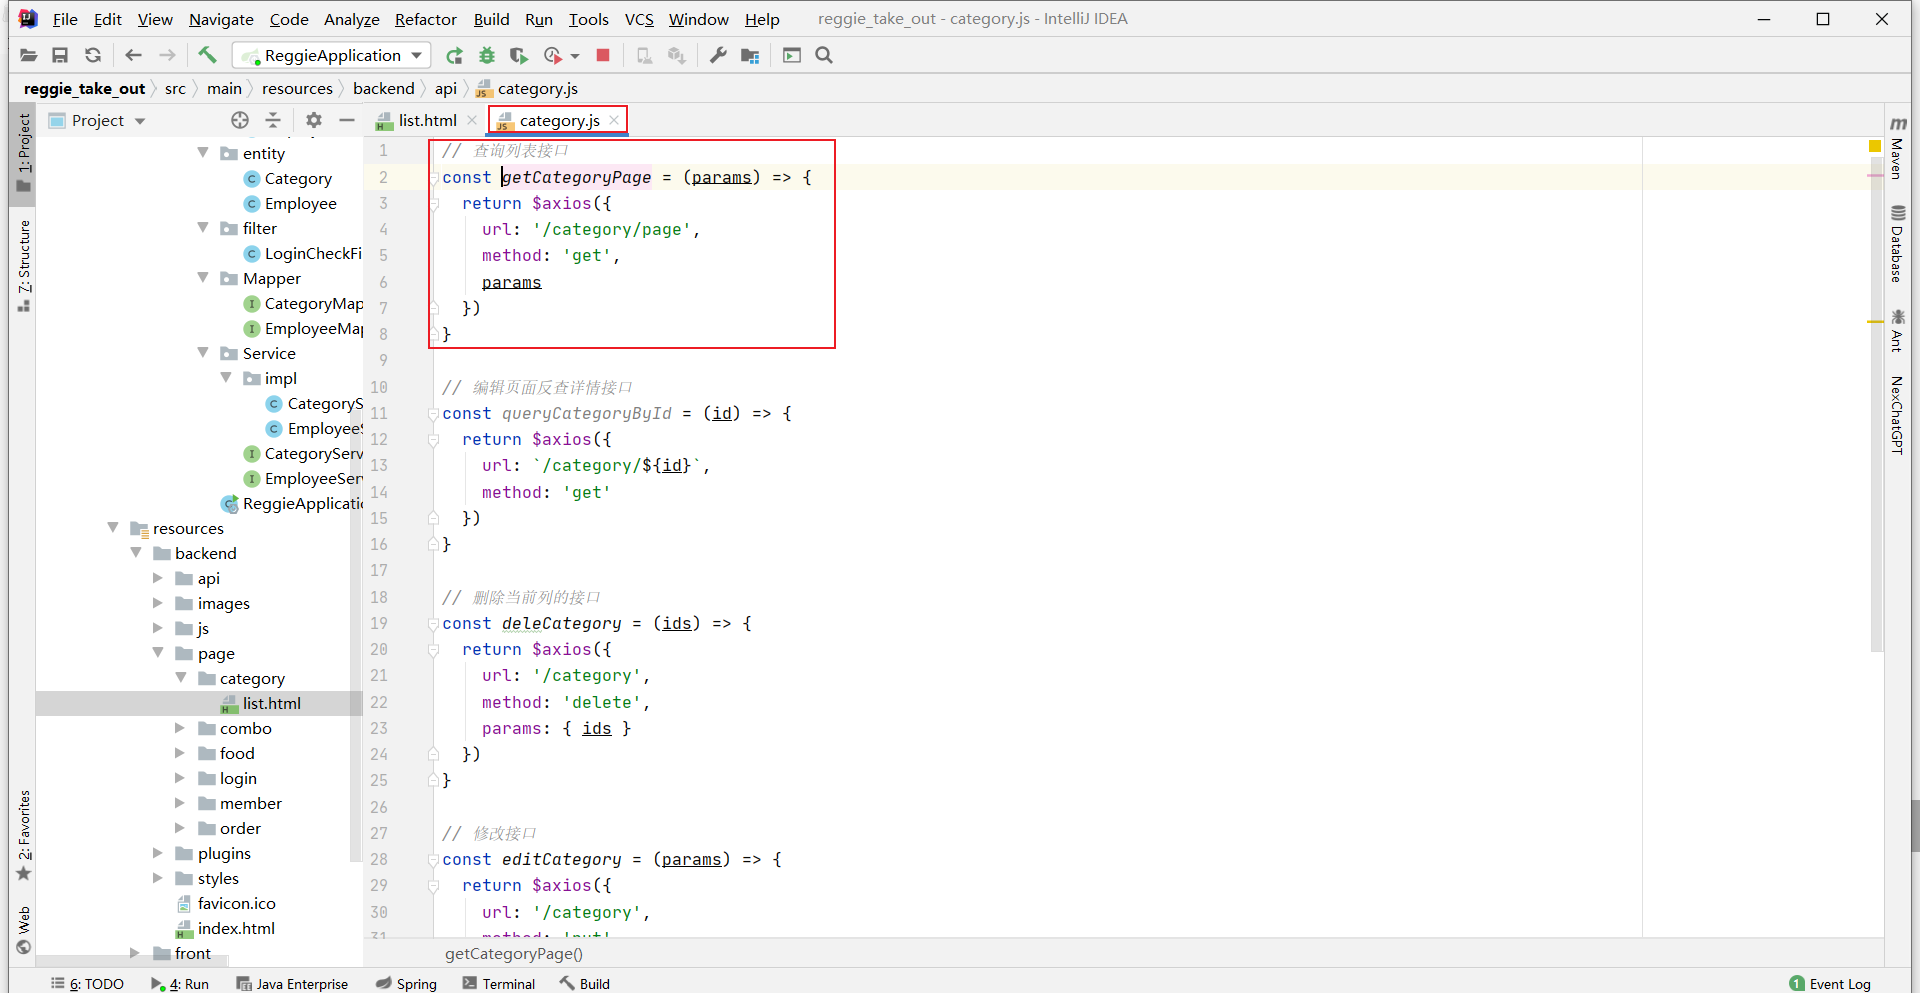 File Edit View Navigate Code Analyze Refactor Build Run Tools VCS Window Help reggie_take_out - category.js - IntelliJ IDEA
ReggieApplication
reggie_take_out src main resources backend api category.js
Project
list.html
category.js
1: Project
7: Structure
2: Favorites
Web
entity
Category
Employee
filter
LoginCheckFi
Mapper
CategoryMap
EmployeeMap
Service
impl
CategoryS
EmployeeS
CategoryServ
EmployeeServ
ReggieApplicatio
resources
backend
api
images
js
page
category
list.html
combo
food
login
member
order
plugins
styles
favicon.ico
index.html
front
1 // 查询列表接口
2 const getCategoryPage = (params) => {
3 return $axios({
4 url: '/category/page',
5 method: 'get',
6 params
7 })
8 }
9
10 // 编辑页面反查详情接口
11 const queryCategoryById = (id) => {
12 return $axios({
13 url: `/category/${id}`,
14 method: 'get'
15 })
16 }
17
18 // 删除当前列的接口
19 const deleCategory = (ids) => {
20 return $axios({
21 url: '/category',
22 method: 'delete',
23 params: { ids }
24 })
25 }
26
27 // 修改接口
28 const editCategory = (params) => {
29 return $axios({
30 url: '/category',
31 method: 'put'
getCategoryPage()
m Maven
Database
Ant
NexChatGPT
6: TODO 4: Run Java Enterprise Spring Terminal Build 1 Event Log